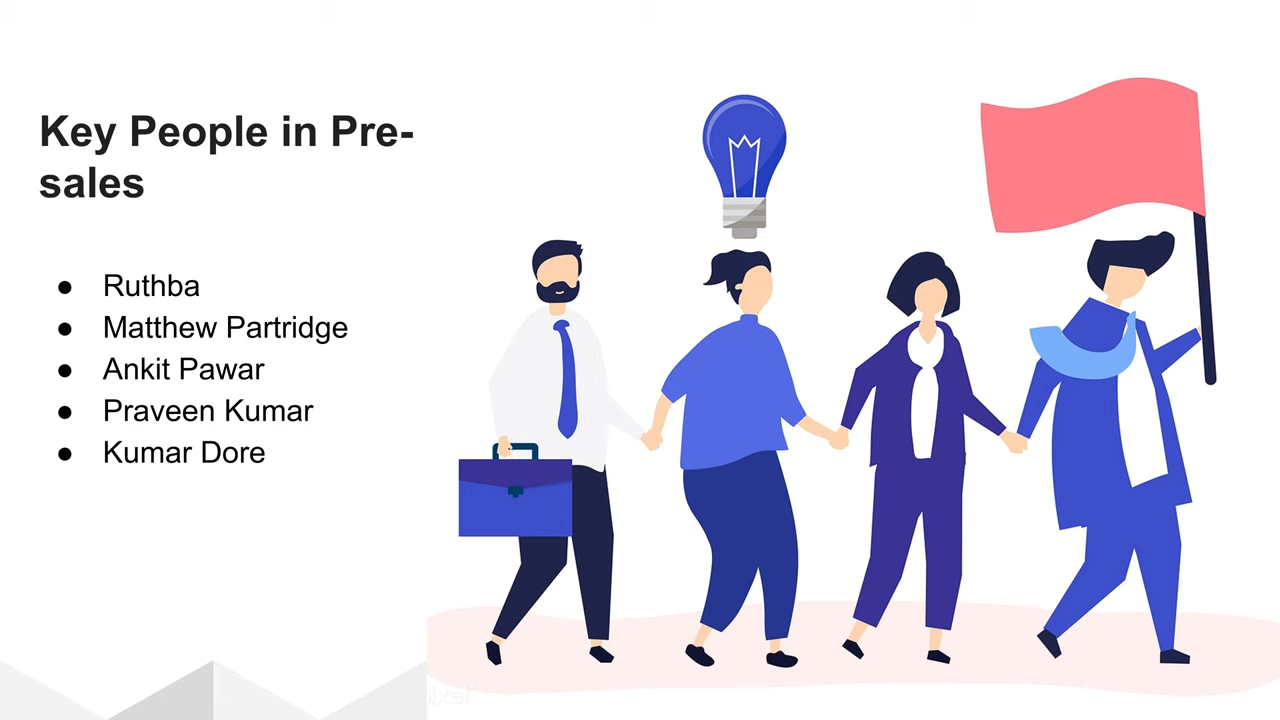 Key People in Pre-
sales
● Ruthba
● Matthew Partridge
● Ankit Pawar
● Praveen Kumar
● Kumar Dore